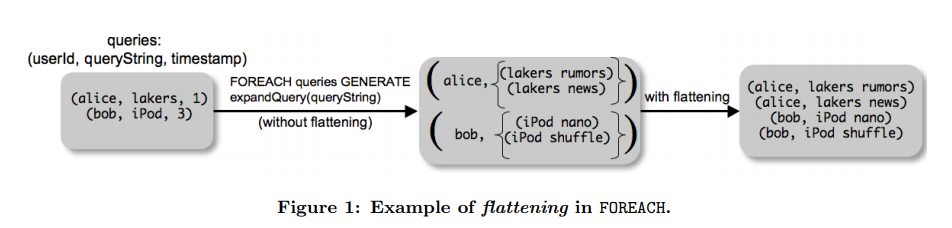 queries:
(userId, queryString, timestamp)
(alice, lakers, 1)
(bob, iPod, 3)
FOREACH queries GENERATE
expandQuery(queryString)
(without flattening)
(alice, {(lakers rumors)
(lakers news)})
(bob, {(iPod nano)
(iPod shuffle)})
with flattening
(alice, lakers rumors)
(alice, lakers news)
(bob, iPod nano)
(bob, iPod shuffle)
Figure 1: Example of flattening in FOREACH.